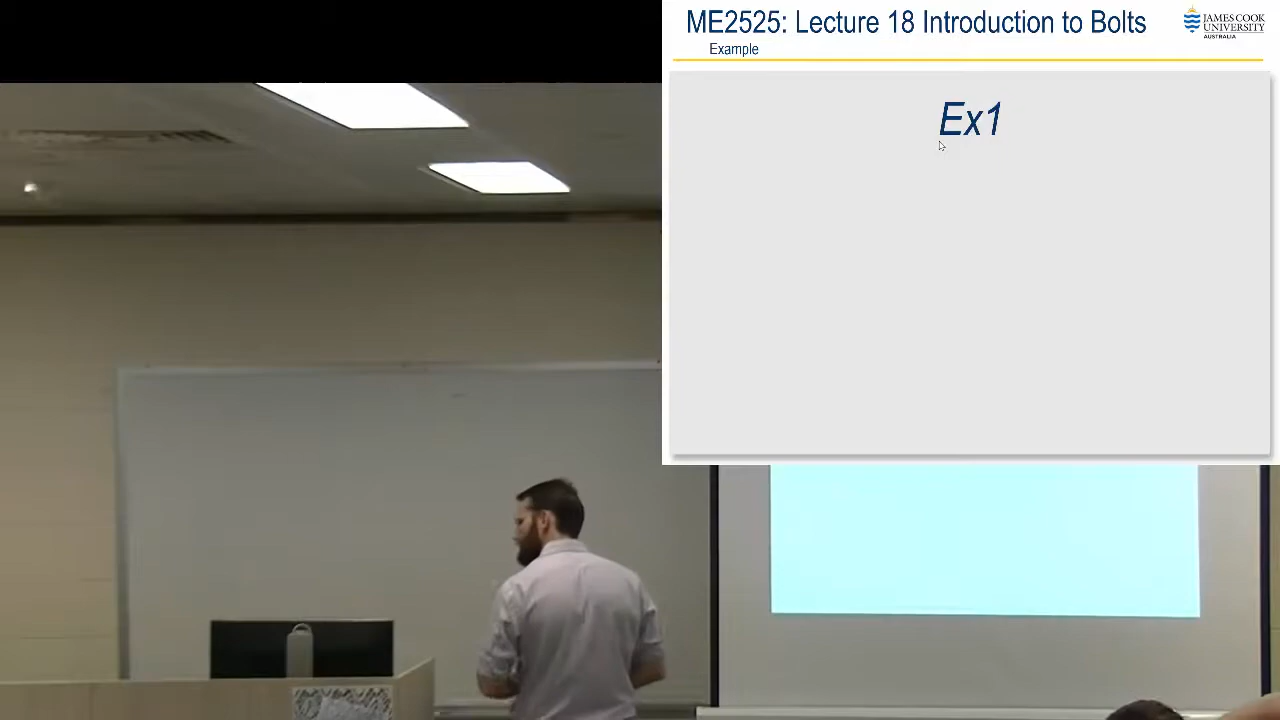 ME2525: Lecture 18 Introduction to Bolts
Example
JAMES COOK
UNIVERSITY
AUSTRALIA
Ex1